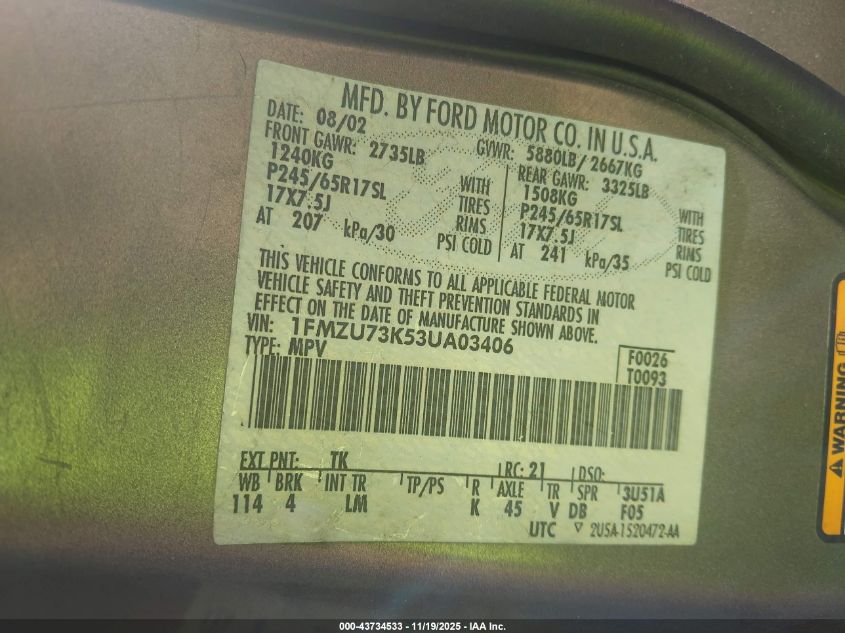 MFD. BY FORD MOTOR CO. IN U.S.A.
DATE: 08/02 GVWR: 5880LB/2667KG
FRONT GAWR: 2735LB REAR GAWR: 3325LB
1240KG WITH 1508KG WITH
P245/65R17SL TIRES P245/65R17SL TIRES
17X7.5J RIMS 17X7.5J RIMS
AT 207 kPa/30 PSI COLD AT 241 kPa/35 PSI COLD
THIS VEHICLE CONFORMS TO ALL APPLICABLE FEDERAL MOTOR
VEHICLE SAFETY AND THEFT PREVENTION STANDARDS IN
EFFECT ON THE DATE OF MANUFACTURE SHOWN ABOVE.
VIN: 1FMZU73K53UA03406
TYPE: MPV
F0026
T0093
EXT PNT: TK RC: 21 DSO:
WB BRK INT TR TP/PS R AXLE TR SPR 3U51A
114 4 LM K 45 V DB F05
UTC ▽ 2U5A-1520472-AA
WARNING
000-43734533 - 11/19/2025 - IAA Inc.